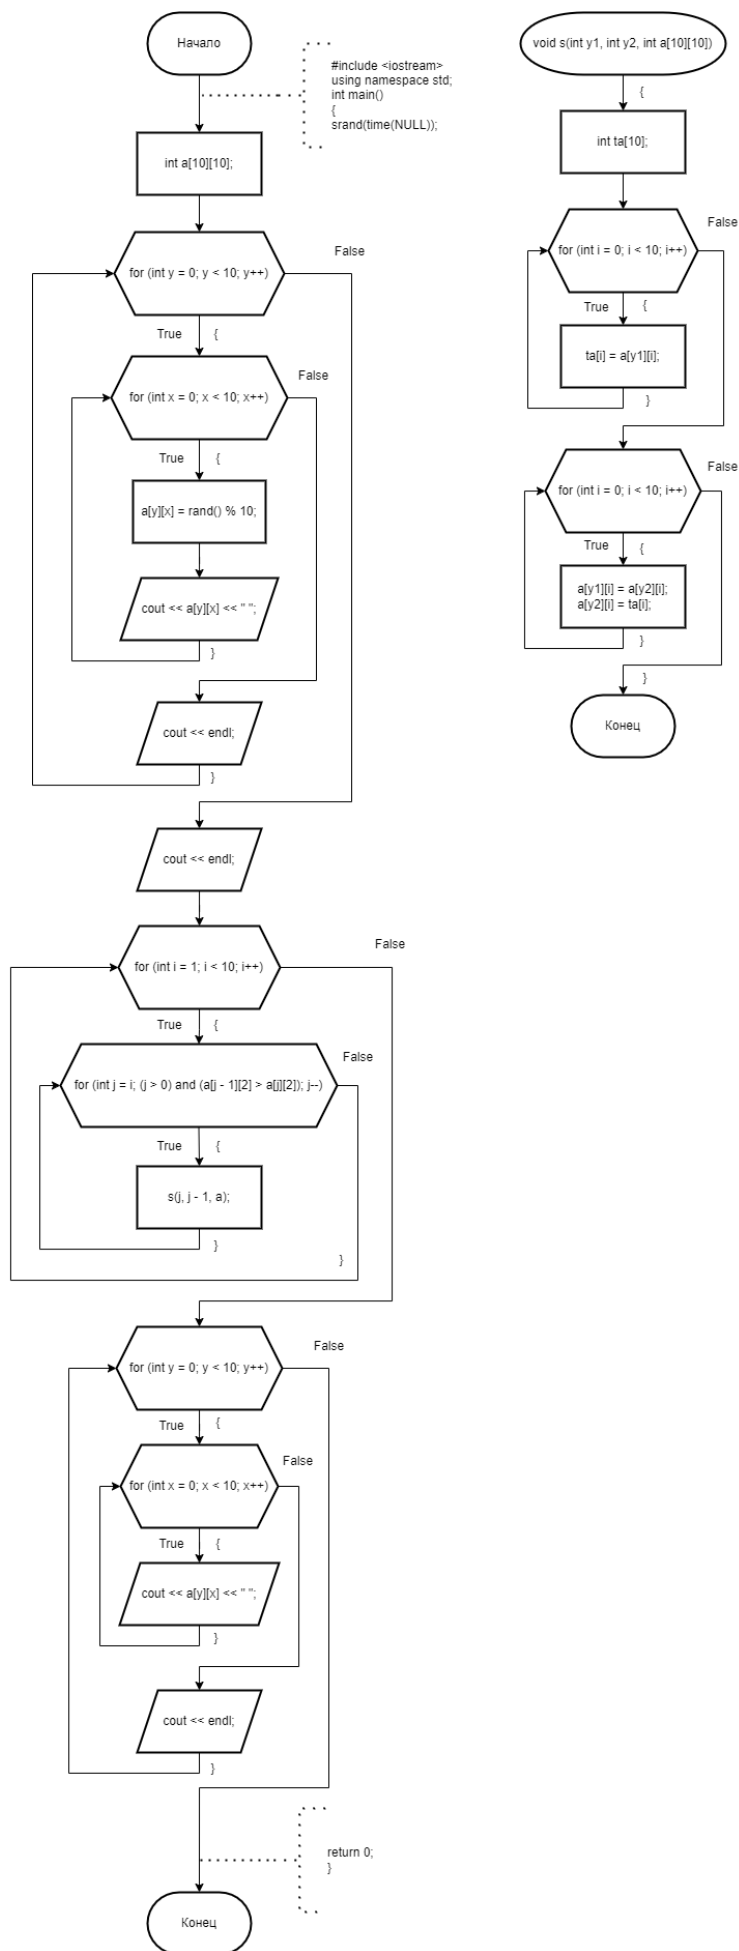 Начало
#include <iostream>
using namespace std;
int main()
{
srand(time(NULL));
int a[10][10];
for (int y = 0; y < 10; y++)
False
True
{
for (int x = 0; x < 10; x++)
False
True
{
a[y][x] = rand() % 10;
cout << a[y][x] << " ";
}
cout << endl;
}
cout << endl;
for (int i = 1; i < 10; i++)
False
True
{
for (int j = i; (j > 0) and (a[j - 1][2] > a[j][2]); j--)
False
True
{
s(j, j - 1, a);
}
}
for (int y = 0; y < 10; y++)
False
True
{
for (int x = 0; x < 10; x++)
False
True
{
cout << a[y][x] << " ";
}
cout << endl;
}
return 0;
}
Конец
void s(int y1, int y2, int a[10][10])
{
int ta[10];
for (int i = 0; i < 10; i++)
False
True
{
ta[i] = a[y1][i];
}
for (int i = 0; i < 10; i++)
False
True
{
a[y1][i] = a[y2][i];
a[y2][i] = ta[i];
}
}
Конец